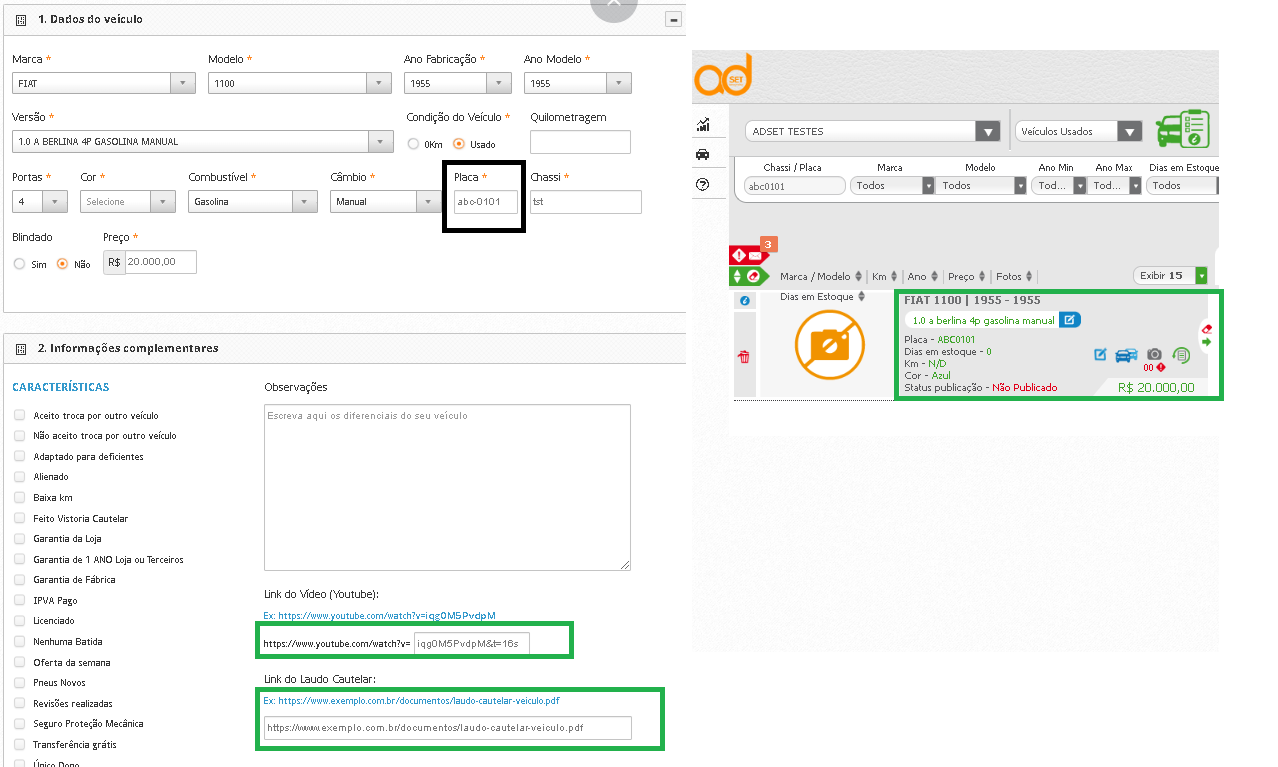 1. Dados do veículo
Marca *
Modelo *
Ano Fabricação *
Ano Modelo *
FIAT
1100
1955
1955
Versão *
Condição do Veículo *
Quilometragem
1.0 A BERLINA 4P GASOLINA MANUAL
0Km
Usado
Portas *
Cor *
Combustível *
Câmbio *
Placa *
Chassi *
4
Selecione
Gasolina
Manual
abc-0101
tst
Blindado
Preço *
Sim
Não
R$
20.000,00
2. Informações complementares
CARACTERÍSTICAS
Aceito troca por outro veículo
Não aceito troca por outro veículo
Adaptado para deficientes
Alienado
Baixa km
Feito Vistoria Cautelar
Garantia da Loja
Garantia de 1 ANO Loja ou Terceiros
Garantia de Fábrica
IPVA Pago
Licenciado
Nenhuma Batida
Oferta da semana
Pneus Novos
Revisões realizadas
Seguro Proteção Mecânica
Transferência grátis
Único Dono
Observações
Escreva aqui os diferenciais do seu veículo
Link do Vídeo (Youtube):
Ex: https://www.youtube.com/watch?v=iqg0M5PvdpM
https://www.youtube.com/watch?v=
iqg0M5PvdpM&t=16s
Link do Laudo Cautelar:
Ex: https://www.exemplo.com.br/documentos/laudo-cautelar-veiculo.pdf
https://www.exemplo.com.br/documentos/laudo-cautelar-veiculo.pdf
ad SET
ADSET TESTES
Veículos Usados
Chassi / Placa
Marca
Modelo
Ano Min
Ano Max
Dias em Estoque
abc0101
Todos
Todos
Tod...
Tod...
Todos
3
Marca / Modelo
Km
Ano
Preço
Fotos
Exibir 15
Dias em Estoque
FIAT 1100 | 1955 - 1955
1.0 a berlina 4p gasolina manual
Placa - ABC0101
Dias em estoque - 0
Km - N/D
Cor - Azul
Status publicação - Não Publicado
00
R$ 20.000,00